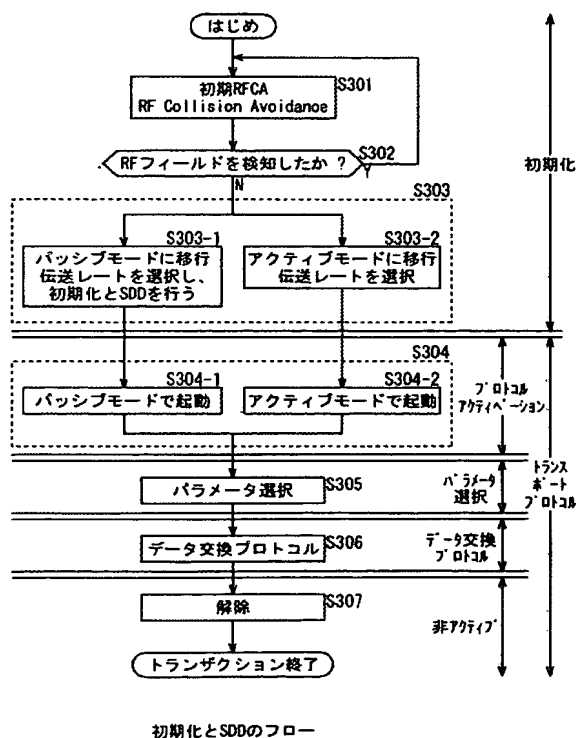 はじめ
S301
初期RFCA
RF Collision Avoidance
S302
RFフィールドを検知したか ?
Y
N
初期化
S303
S303-1
パッシブモードに移行
伝送レートを選択し、
初期化とSDDを行う
S303-2
アクティブモードに移行
伝送レートを選択
S304
S304-1
パッシブモードで起動
S304-2
アクティブモードで起動
プロトコル
アクティベーション
S305
パラメータ選択
パラメータ
選択
トランス
ポート
プロトコル
S306
データ交換プロトコル
データ交換
プロトコル
S307
解除
非アクティブ
トランザクション終了
初期化とSDDのフロー